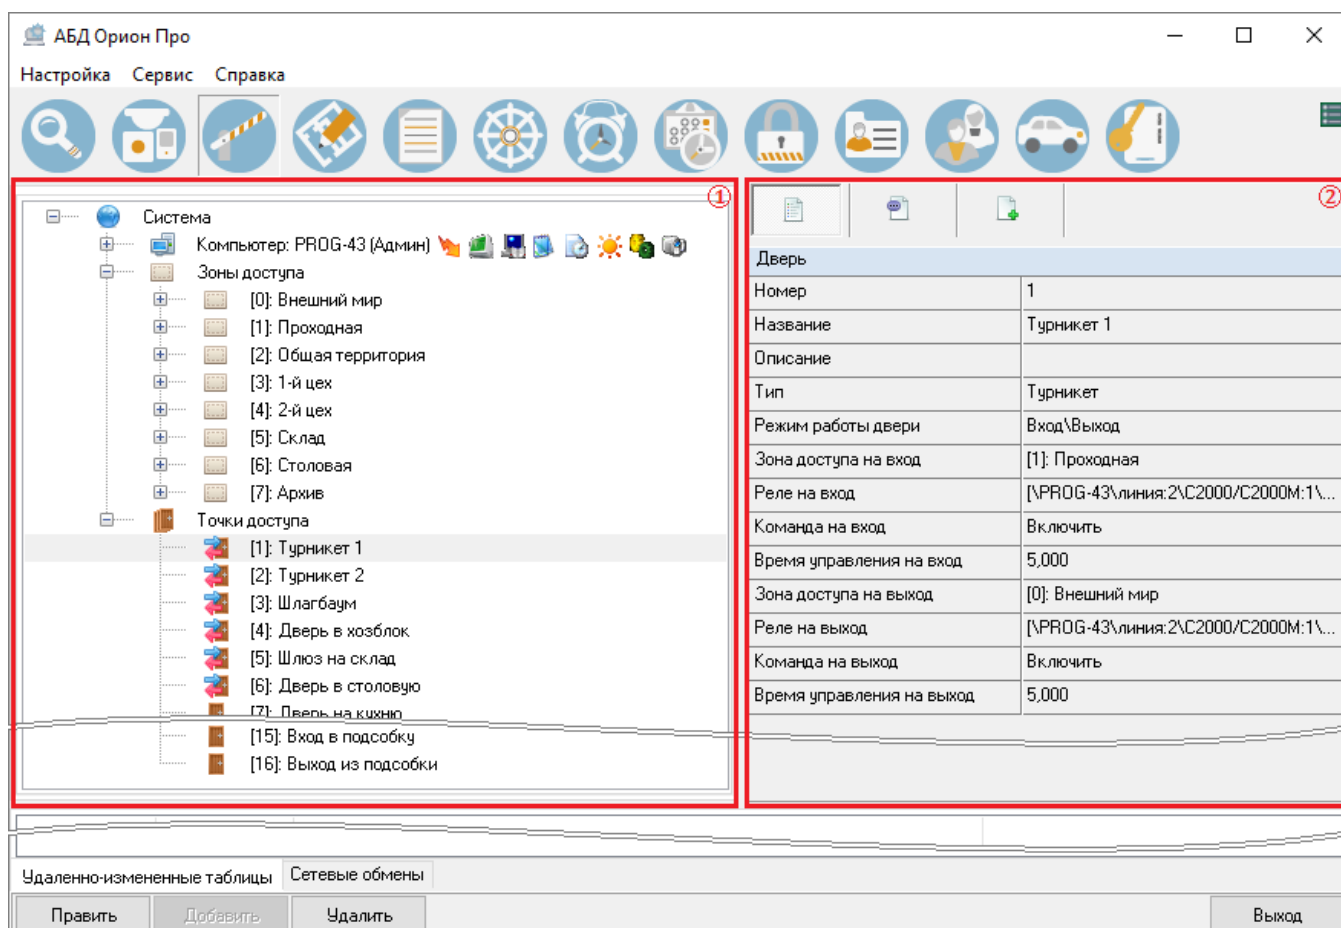 АБД Орион Про
Настройка Сервис Справка
①
②
Система
Компьютер: PROG-43 (Админ)
Зоны доступа
[0]: Внешний мир
[1]: Проходная
[2]: Общая территория
[3]: 1-й цех
[4]: 2-й цех
[5]: Склад
[6]: Столовая
[7]: Архив
Точки доступа
[1]: Турникет 1
[2]: Турникет 2
[3]: Шлагбаум
[4]: Дверь в хозблок
[5]: Шлюз на склад
[6]: Дверь в столовую
[7]: Дверь на кухню
[15]: Вход в подсобку
[16]: Выход из подсобки
Дверь
Номер 1
Название Турникет 1
Описание
Тип Турникет
Режим работы двери Вход\Выход
Зона доступа на вход [1]: Проходная
Реле на вход [\PROG-43\линия:2\С2000/С2000М:1\...
Команда на вход Включить
Время управления на вход 5,000
Зона доступа на выход [0]: Внешний мир
Реле на выход [\PROG-43\линия:2\С2000/С2000М:1\...
Команда на выход Включить
Время управления на выход 5,000
Удаленно-измененные таблицы Сетевые обмены
Править Добавить Удалить Выход